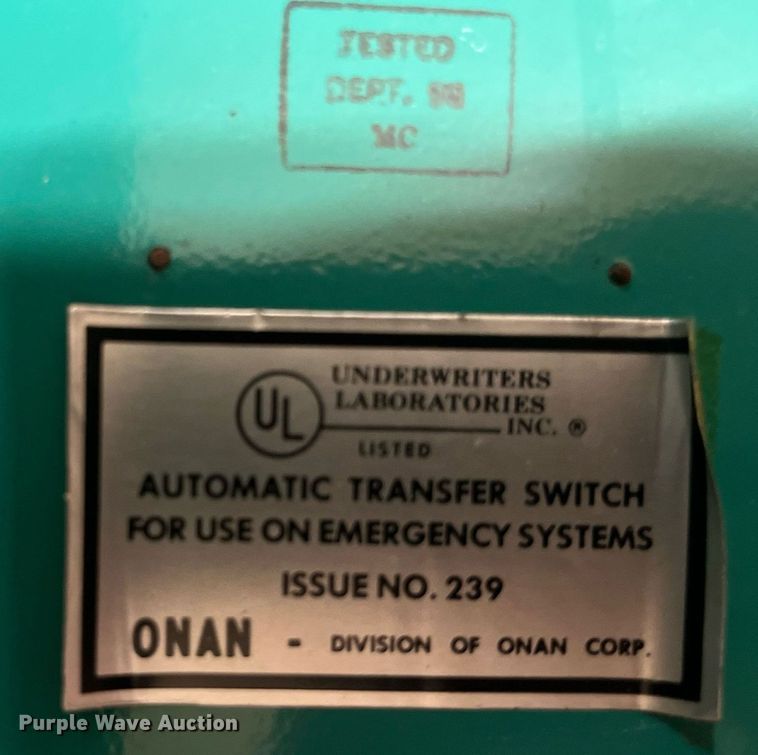 TESTED
DEPT.
MC
UL
UNDERWRITERS
LABORATORIES
INC. ®
LISTED
AUTOMATIC TRANSFER SWITCH
FOR USE ON EMERGENCY SYSTEMS
ISSUE NO. 239
ONAN - DIVISION OF ONAN CORP.
Purple Wave Auction